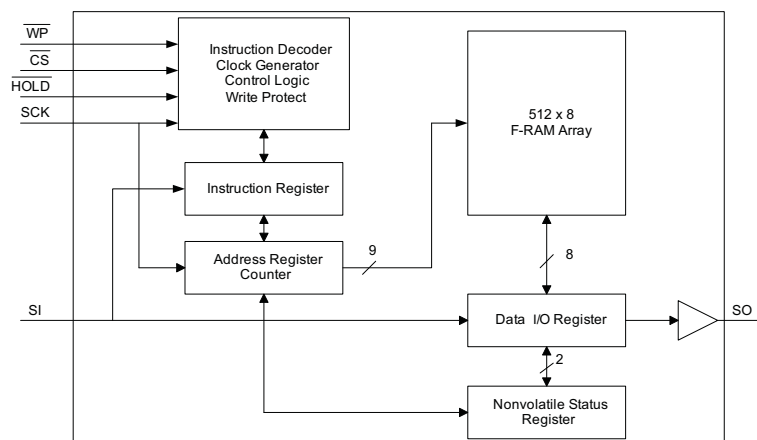 WP
CS
HOLD
SCK
Instruction Decoder
Clock Generator
Control Logic
Write Protect
512 x 8
F-RAM Array
Instruction Register
Address Register
Counter
9
8
SI
Data I/O Register
SO
2
Nonvolatile Status
Register